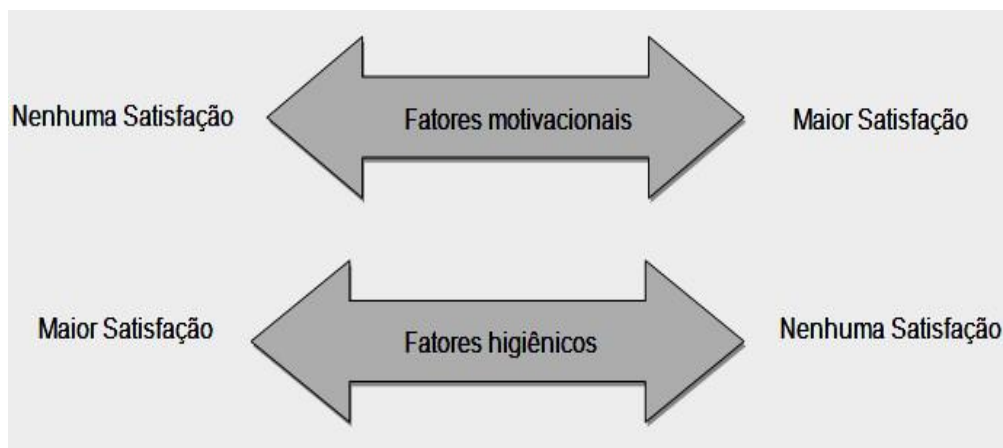 Nenhuma Satisfação
Fatores motivacionais
Maior Satisfação
Maior Satisfação
Fatores higiênicos
Nenhuma Satisfação